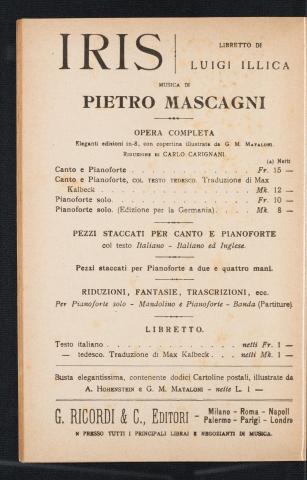 IRIS
LIBRETTO DI
LUIGI ILLICA
MUSICA DI
PIETRO MASCAGNI
OPERA COMPLETA
Eleganti edizioni in-8, con copertina illustrata da G. M. MATALONI.
RIDUZIONE DI CARLO CARIGNANI.
(a) Netti
Canto e Pianoforte . . . . . . . . . . . Fr. 15 —
Canto e Pianoforte, COL TESTO TEDESCO. Traduzione di Max
Kalbeck . . . . . . . . . . . . . . Mk. 12 —
Pianoforte solo . . . . . . . . . . . . Fr. 10 —
Pianoforte solo. (Edizione per la Germania) . . . . Mk. 8 —
PEZZI STACCATI PER CANTO E PIANOFORTE
col testo Italiano - Italiano ed Inglese.
Pezzi staccati per Pianoforte a due e quattro mani.
RIDUZIONI, FANTASIE, TRASCRIZIONI, ecc.
Per Pianoforte solo - Mandolino e Pianoforte - Banda (Partiture).
LIBRETTO.
Testo italiano . . . . . . . . . . . netti Fr. 1 —
— tedesco. Traduzione di Max Kalbeck . . . netti Mk. 1 —
Busta elegantissima, contenente dodici Cartoline postali, illustrate da
A. HOHENSTEIN e G. M. MATALONI - nette L. 1 —
G. RICORDI & C., EDITORI -
Milano - Roma - Napoli
Palermo - Parigi - Londra
PRESSO TUTTI I PRINCIPALI LIBRAI E NEGOZIANTI DI MUSICA.